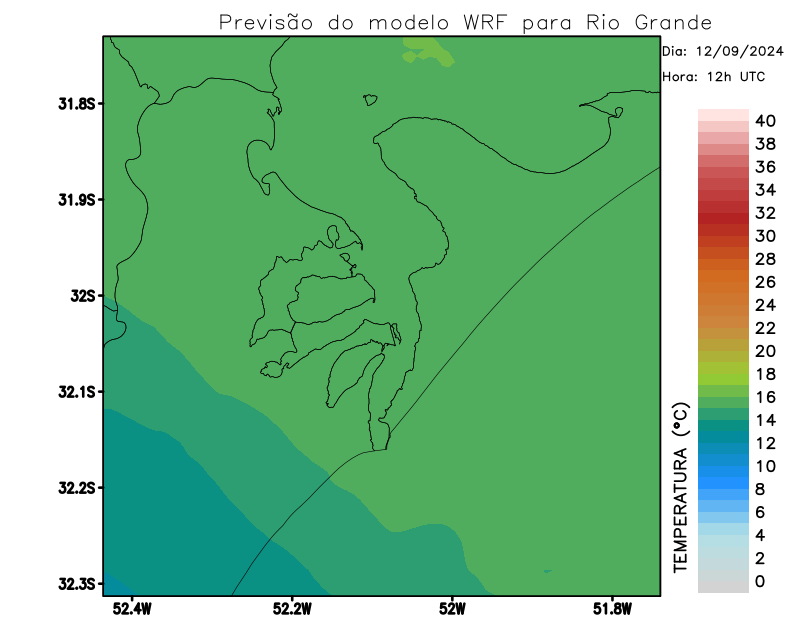 Previsão do modelo WRF para Rio Grande
Dia: 12/09/2024
Hora: 12h UTC
31.8S
31.9S
32S
32.1S
32.2S
32.3S
52.4W
52.2W
52W
51.8W
TEMPERATURA (°C)
40
38
36
34
32
30
28
26
24
22
20
18
16
14
12
10
8
6
4
2
0